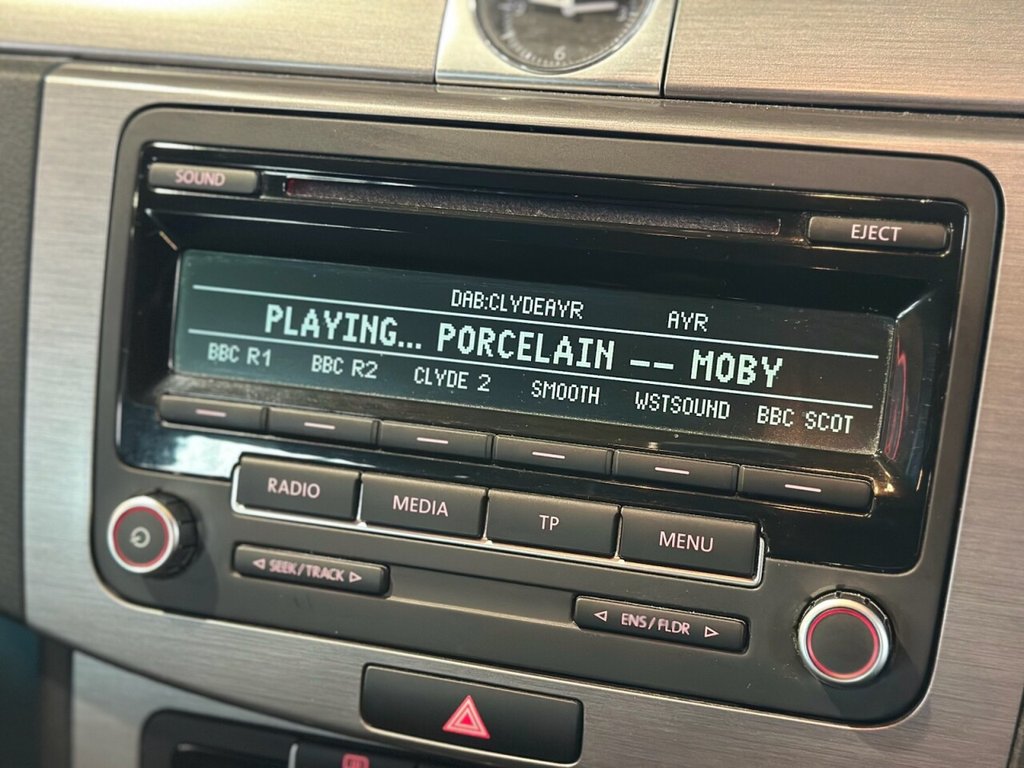 6
SOUND
EJECT
DAB:CLYDEAYR AYR
PLAYING... PORCELAIN -- MOBY
BBC R1 BBC R2 CLYDE 2 SMOOTH WSTSOUND BBC SCOT
RADIO MEDIA TP MENU
SEEK/TRACK
ENS/FLDR